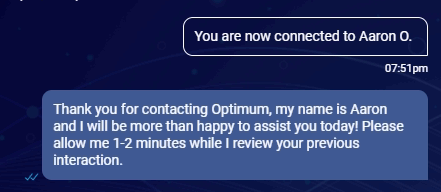 You are now connected to Aaron O.
07:51pm
Thank you for contacting Optimum, my name is Aaron
and I will be more than happy to assist you today! Please
allow me 1-2 minutes while I review your previous
interaction.